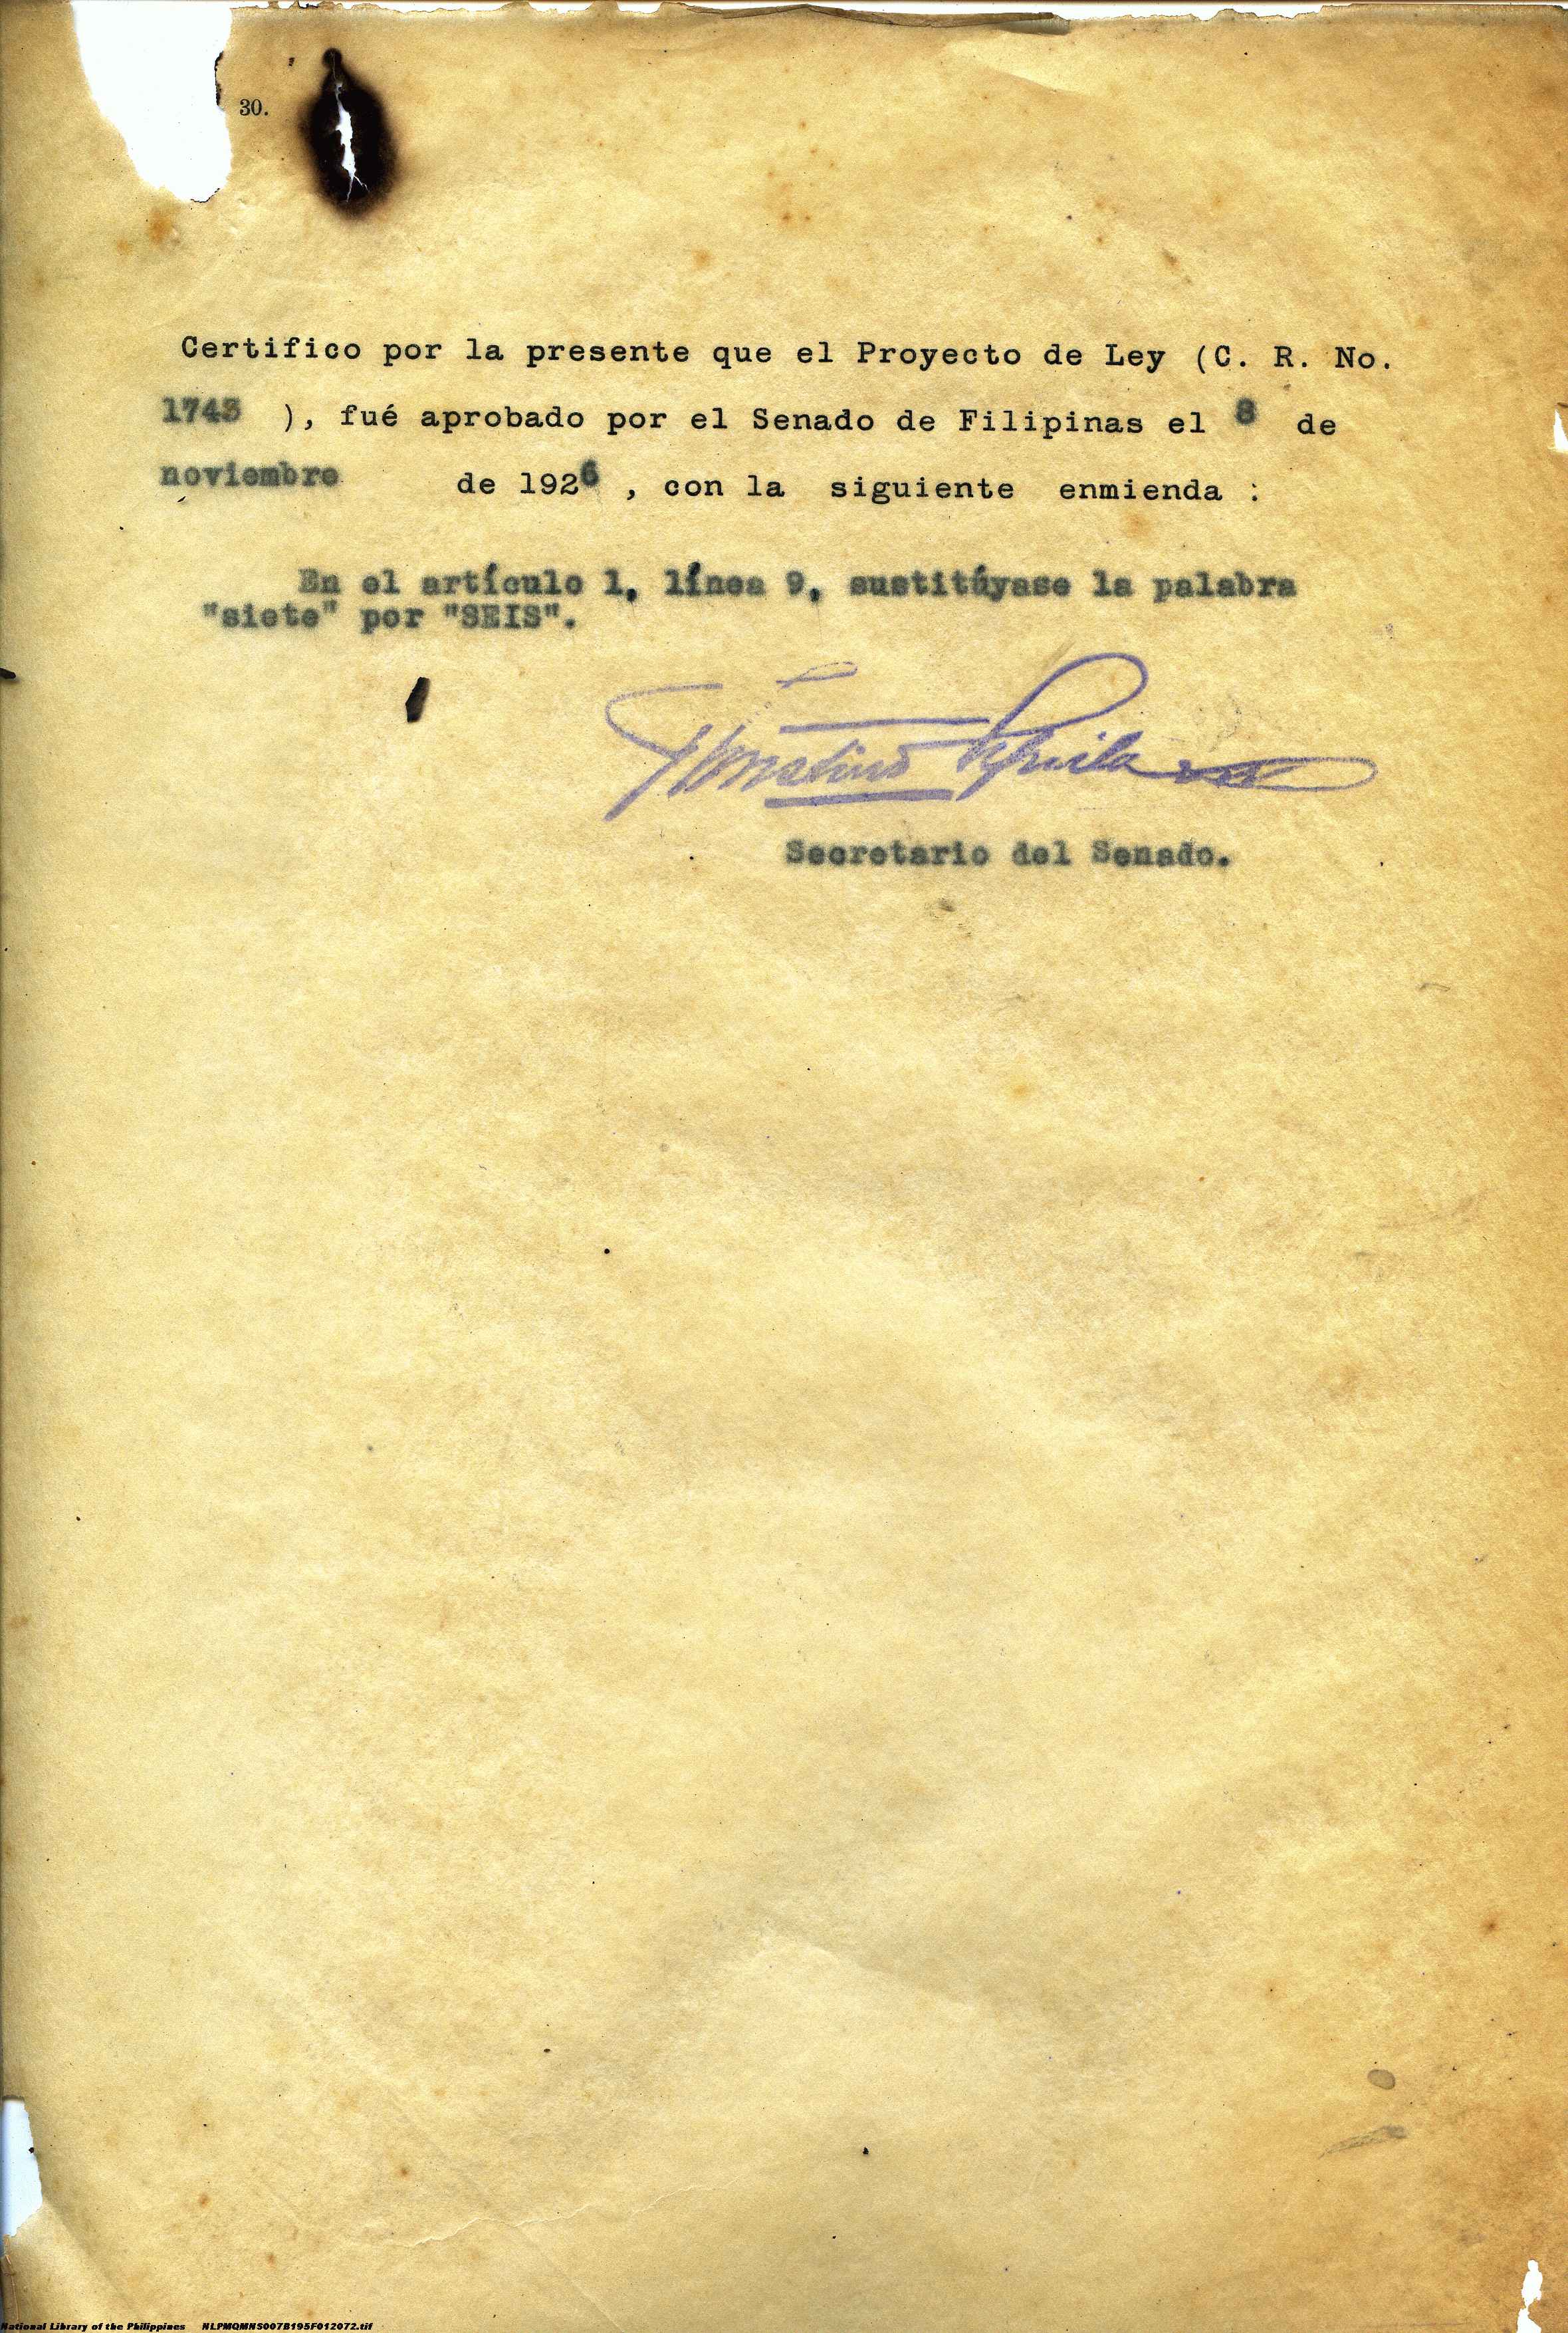 30.
Certifico por la presente que el Proyecto de Ley (C. R. No.
1743 ), fué aprobado por el Senado de Filipinas el 8 de
noviembre de 1926 , con la siguiente enmienda :
En el artículo 1, línea 9, sustitúyase la palabra
"siete" por "SEIS".
Secretario del Senado.
National Library of the Philippines NLPMQMNS007B195F012072.tif